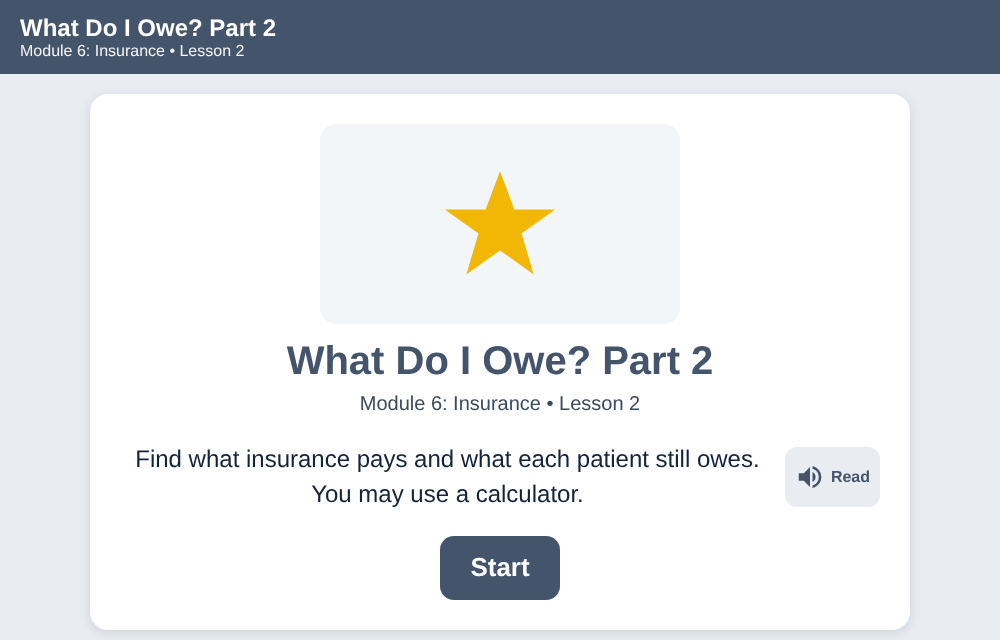 What Do I Owe? Part 2
Module 6: Insurance • Lesson 2
What Do I Owe? Part 2
Module 6: Insurance • Lesson 2
Find what insurance pays and what each patient still owes.
You may use a calculator.
Read
Start